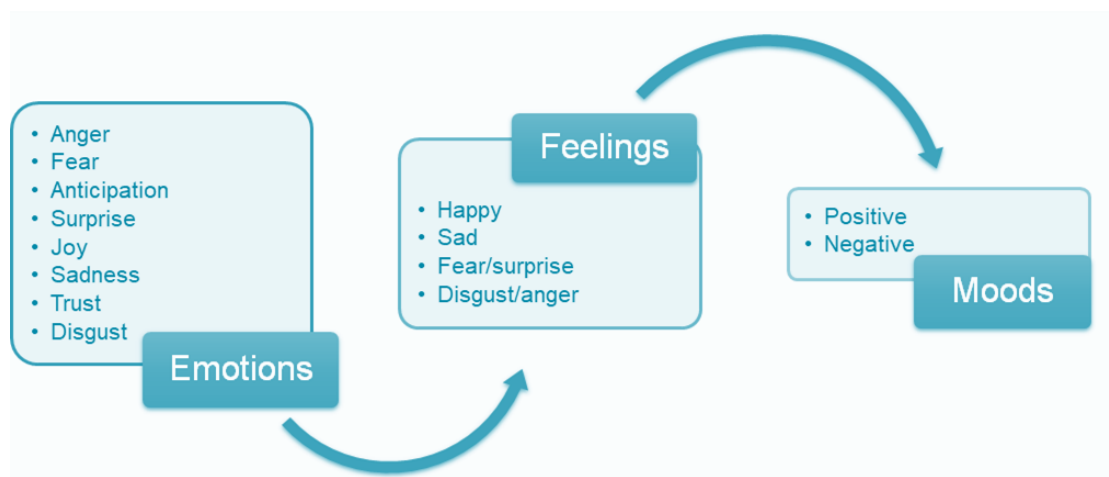 • Anger
• Fear
• Anticipation
• Surprise
• Joy
• Sadness
• Trust
• Disgust
Emotions
Feelings
• Happy
• Sad
• Fear/surprise
• Disgust/anger
• Positive
• Negative
Moods